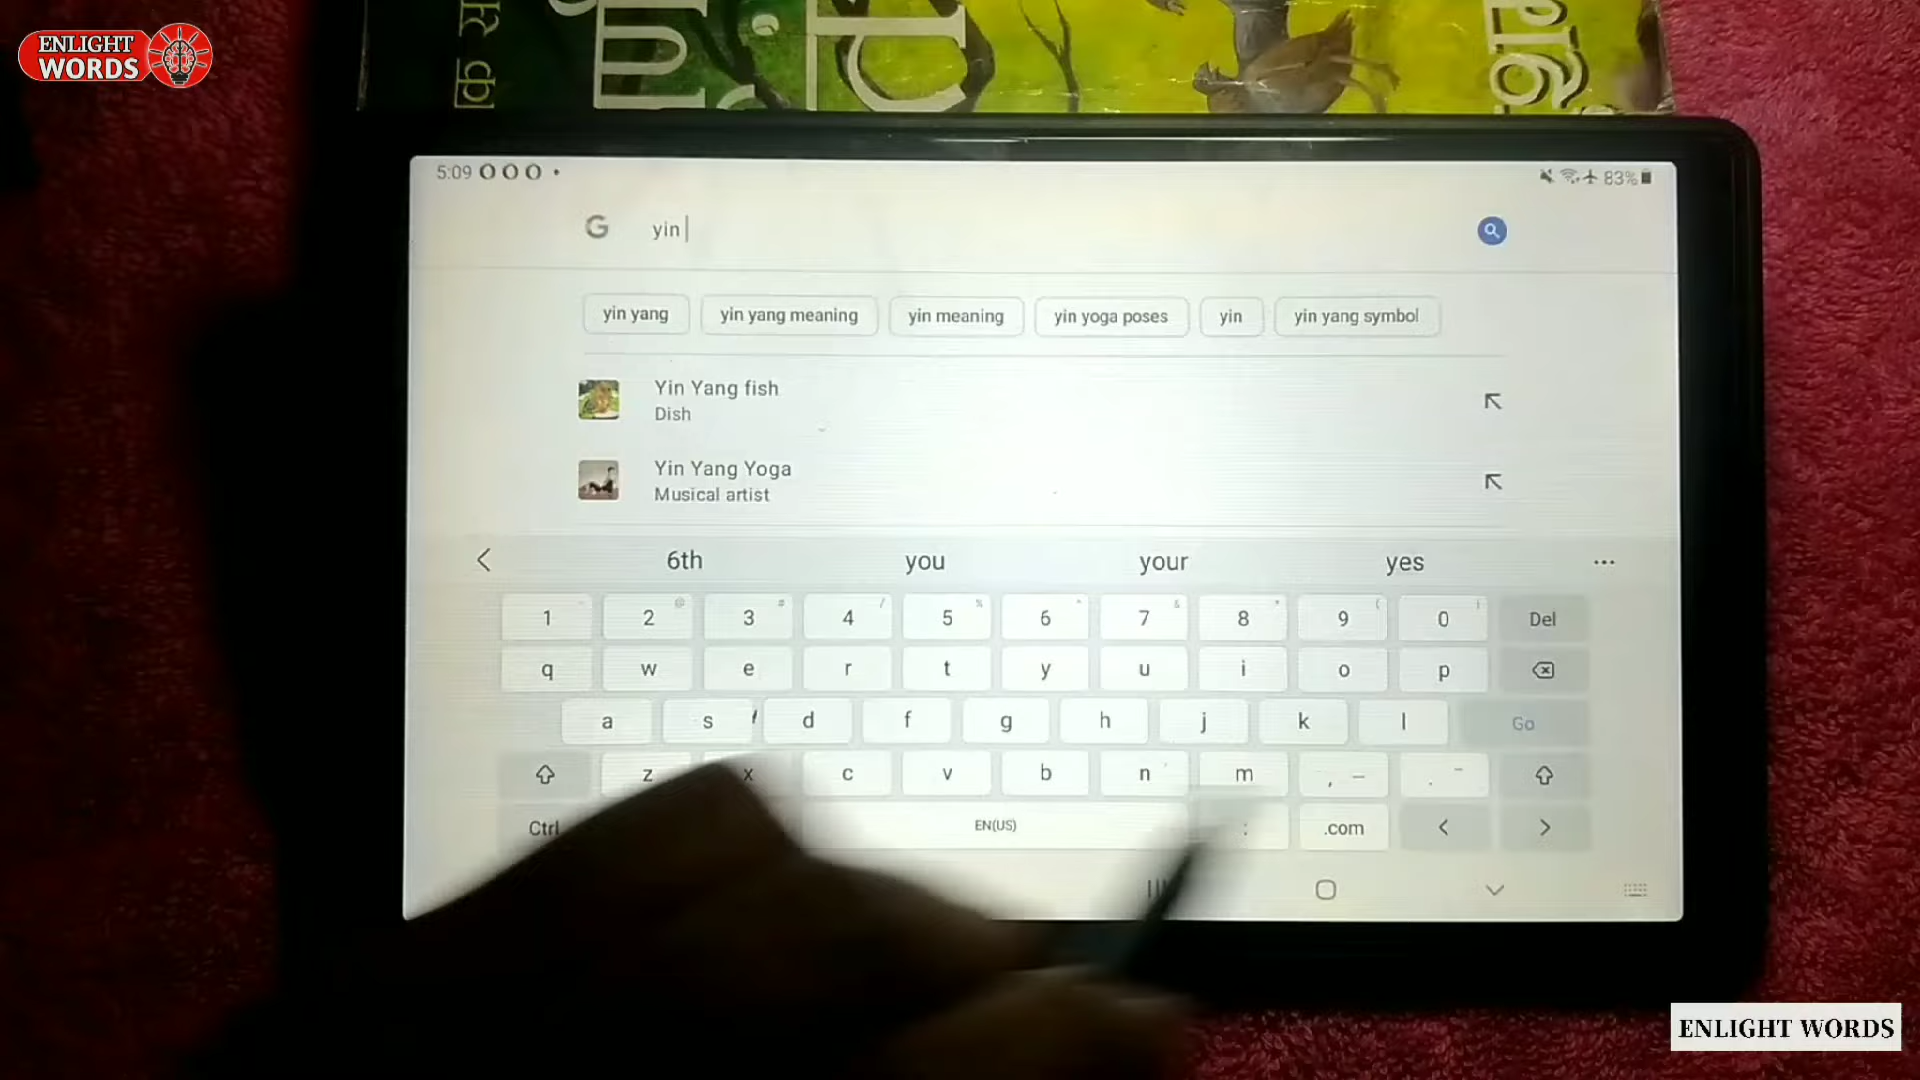 ENLIGHT
WORDS
क स
5:09
83%
yin
yin yang
yin yang meaning
yin meaning
yin yoga poses
yin
yin yang symbol
Yin Yang fish
Dish
Yin Yang Yoga
Musical artist
6th you your yes ...
1 2 3 4 5 6 7 8 9 0 Del
q w e r t y u i o p
a s d f g h j k l Go
z x c v b n m , .
Ctrl EN(US) : .com < >
ENLIGHT WORDS